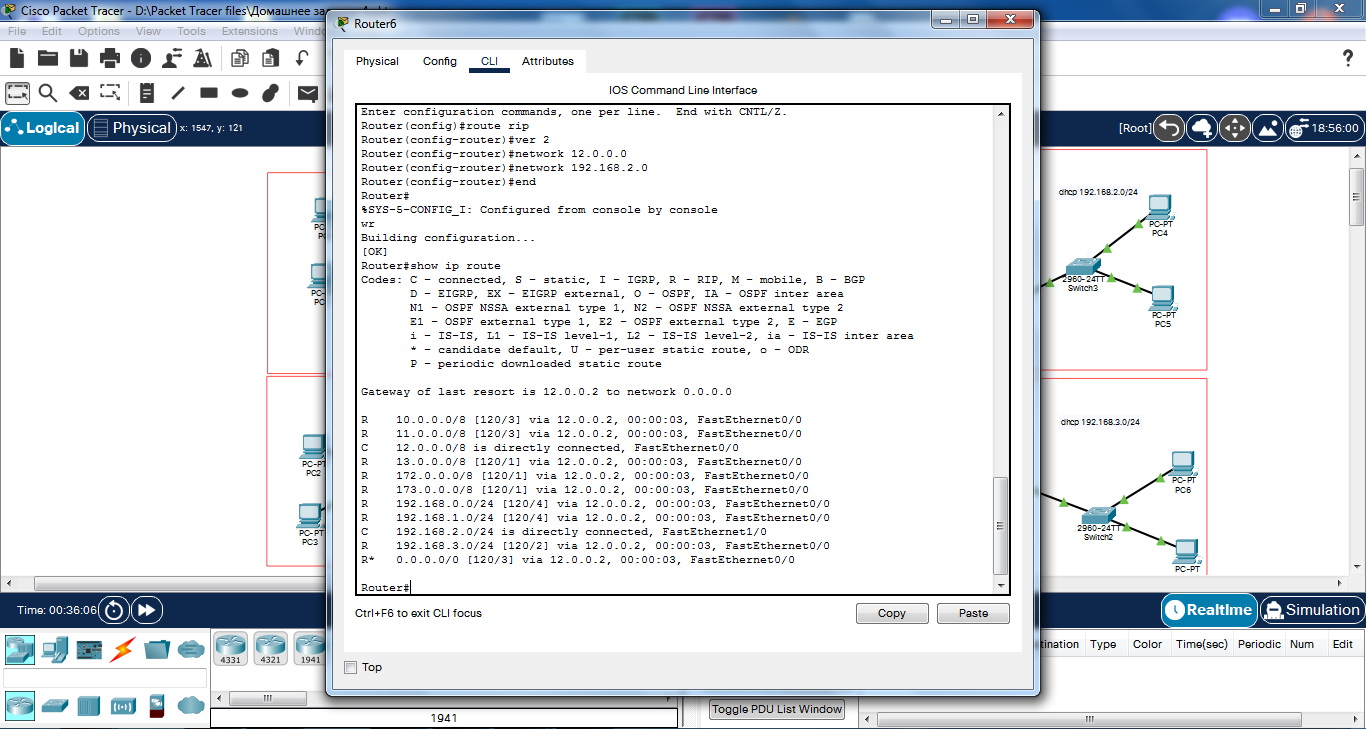 Cisco Packet Tracer - D:\Packet Tracer files\Домашнее за
Router6
File Edit Options View Tools Extensions Windo
Physical Config CLI Attributes
IOS Command Line Interface
Logical
Physical
x: 1547, y: 121
[Root]
18:56:00
Enter configuration commands, one per line.  End with CNTL/Z.
Router(config)#route rip
Router(config-router)#ver 2
Router(config-router)#network 12.0.0.0
Router(config-router)#network 192.168.2.0
Router(config-router)#end
Router#
%SYS-5-CONFIG_I: Configured from console by console
wr
Building configuration...
[OK]
Router#show ip route
Codes: C - connected, S - static, I - IGRP, R - RIP, M - mobile, B - BGP
D - EIGRP, EX - EIGRP external, O - OSPF, IA - OSPF inter area
N1 - OSPF NSSA external type 1, N2 - OSPF NSSA external type 2
E1 - OSPF external type 1, E2 - OSPF external type 2, E - EGP
i - IS-IS, L1 - IS-IS level-1, L2 - IS-IS level-2, ia - IS-IS inter area
* - candidate default, U - per-user static route, o - ODR
P - periodic downloaded static route
Gateway of last resort is 12.0.0.2 to network 0.0.0.0
R 10.0.0.0/8 [120/3] via 12.0.0.2, 00:00:03, FastEthernet0/0
R 11.0.0.0/8 [120/3] via 12.0.0.2, 00:00:03, FastEthernet0/0
C 12.0.0.0/8 is directly connected, FastEthernet0/0
R 13.0.0.0/8 [120/1] via 12.0.0.2, 00:00:03, FastEthernet0/0
R 172.0.0.0/8 [120/1] via 12.0.0.2, 00:00:03, FastEthernet0/0
R 173.0.0.0/8 [120/1] via 12.0.0.2, 00:00:03, FastEthernet0/0
R 192.168.0.0/24 [120/4] via 12.0.0.2, 00:00:03, FastEthernet0/0
R 192.168.1.0/24 [120/4] via 12.0.0.2, 00:00:03, FastEthernet0/0
C 192.168.2.0/24 is directly connected, FastEthernet1/0
R 192.168.3.0/24 [120/2] via 12.0.0.2, 00:00:03, FastEthernet0/0
R* 0.0.0.0/0 [120/3] via 12.0.0.2, 00:00:03, FastEthernet0/0
Router#
Ctrl+F6 to exit CLI focus
Copy
Paste
Top
PC-PT
PC2
PC-PT
PC3
dhcp 192.168.2.0/24
PC-PT
PC4
2960-24TT
Switch3
PC-PT
PC5
dhcp 192.168.3.0/24
PC-PT
PC6
2960-24TT
Switch2
PC-PT
Time: 00:36:06
Realtime
Simulation
4331
4321
1941
1941
Toggle PDU List Window
tination Type Color Time(sec) Periodic Num Edit